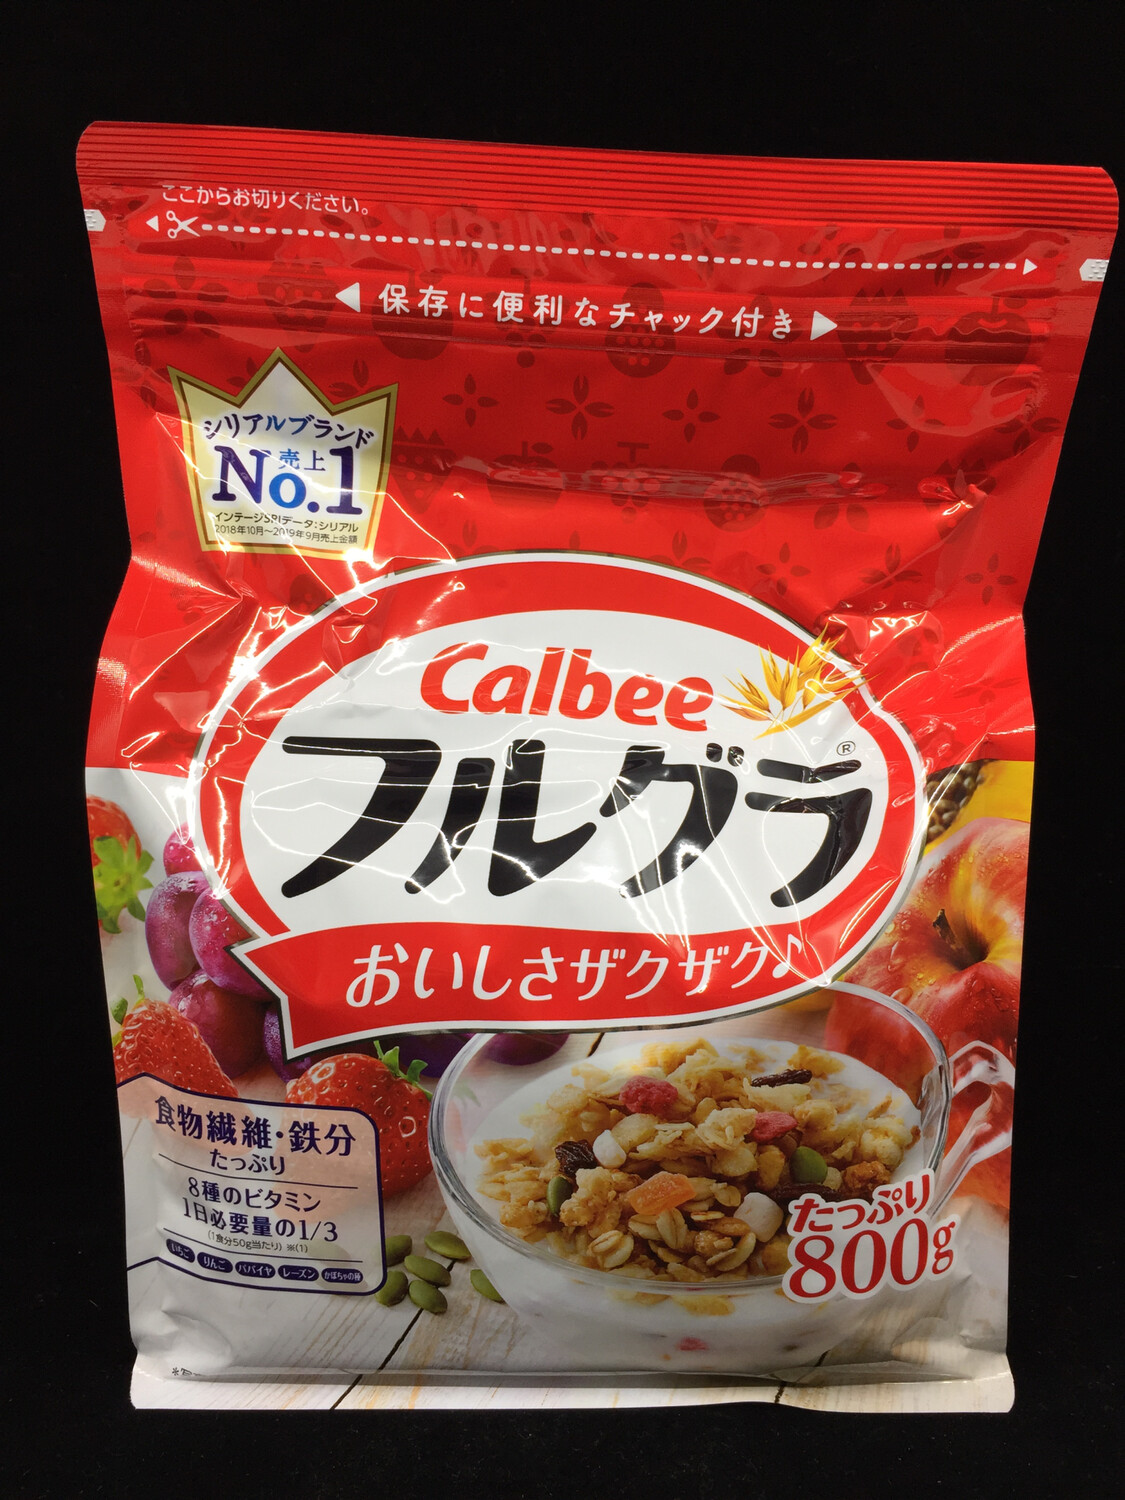 ここからお切りください。
保存に便利なチャック付き
シリアルブランド
売上
No.1
インテージSRIデータ:シリアル
2018年10月～2019年9月売上金額
Calbee
フルグラ®
おいしさザクザク♪
食物繊維・鉄分
たっぷり
8種のビタミン
1日必要量の1/3
(1食分50g当たり) ※(1)
いちご りんご パパイヤ レーズン かぼちゃの種
たっぷり
800g